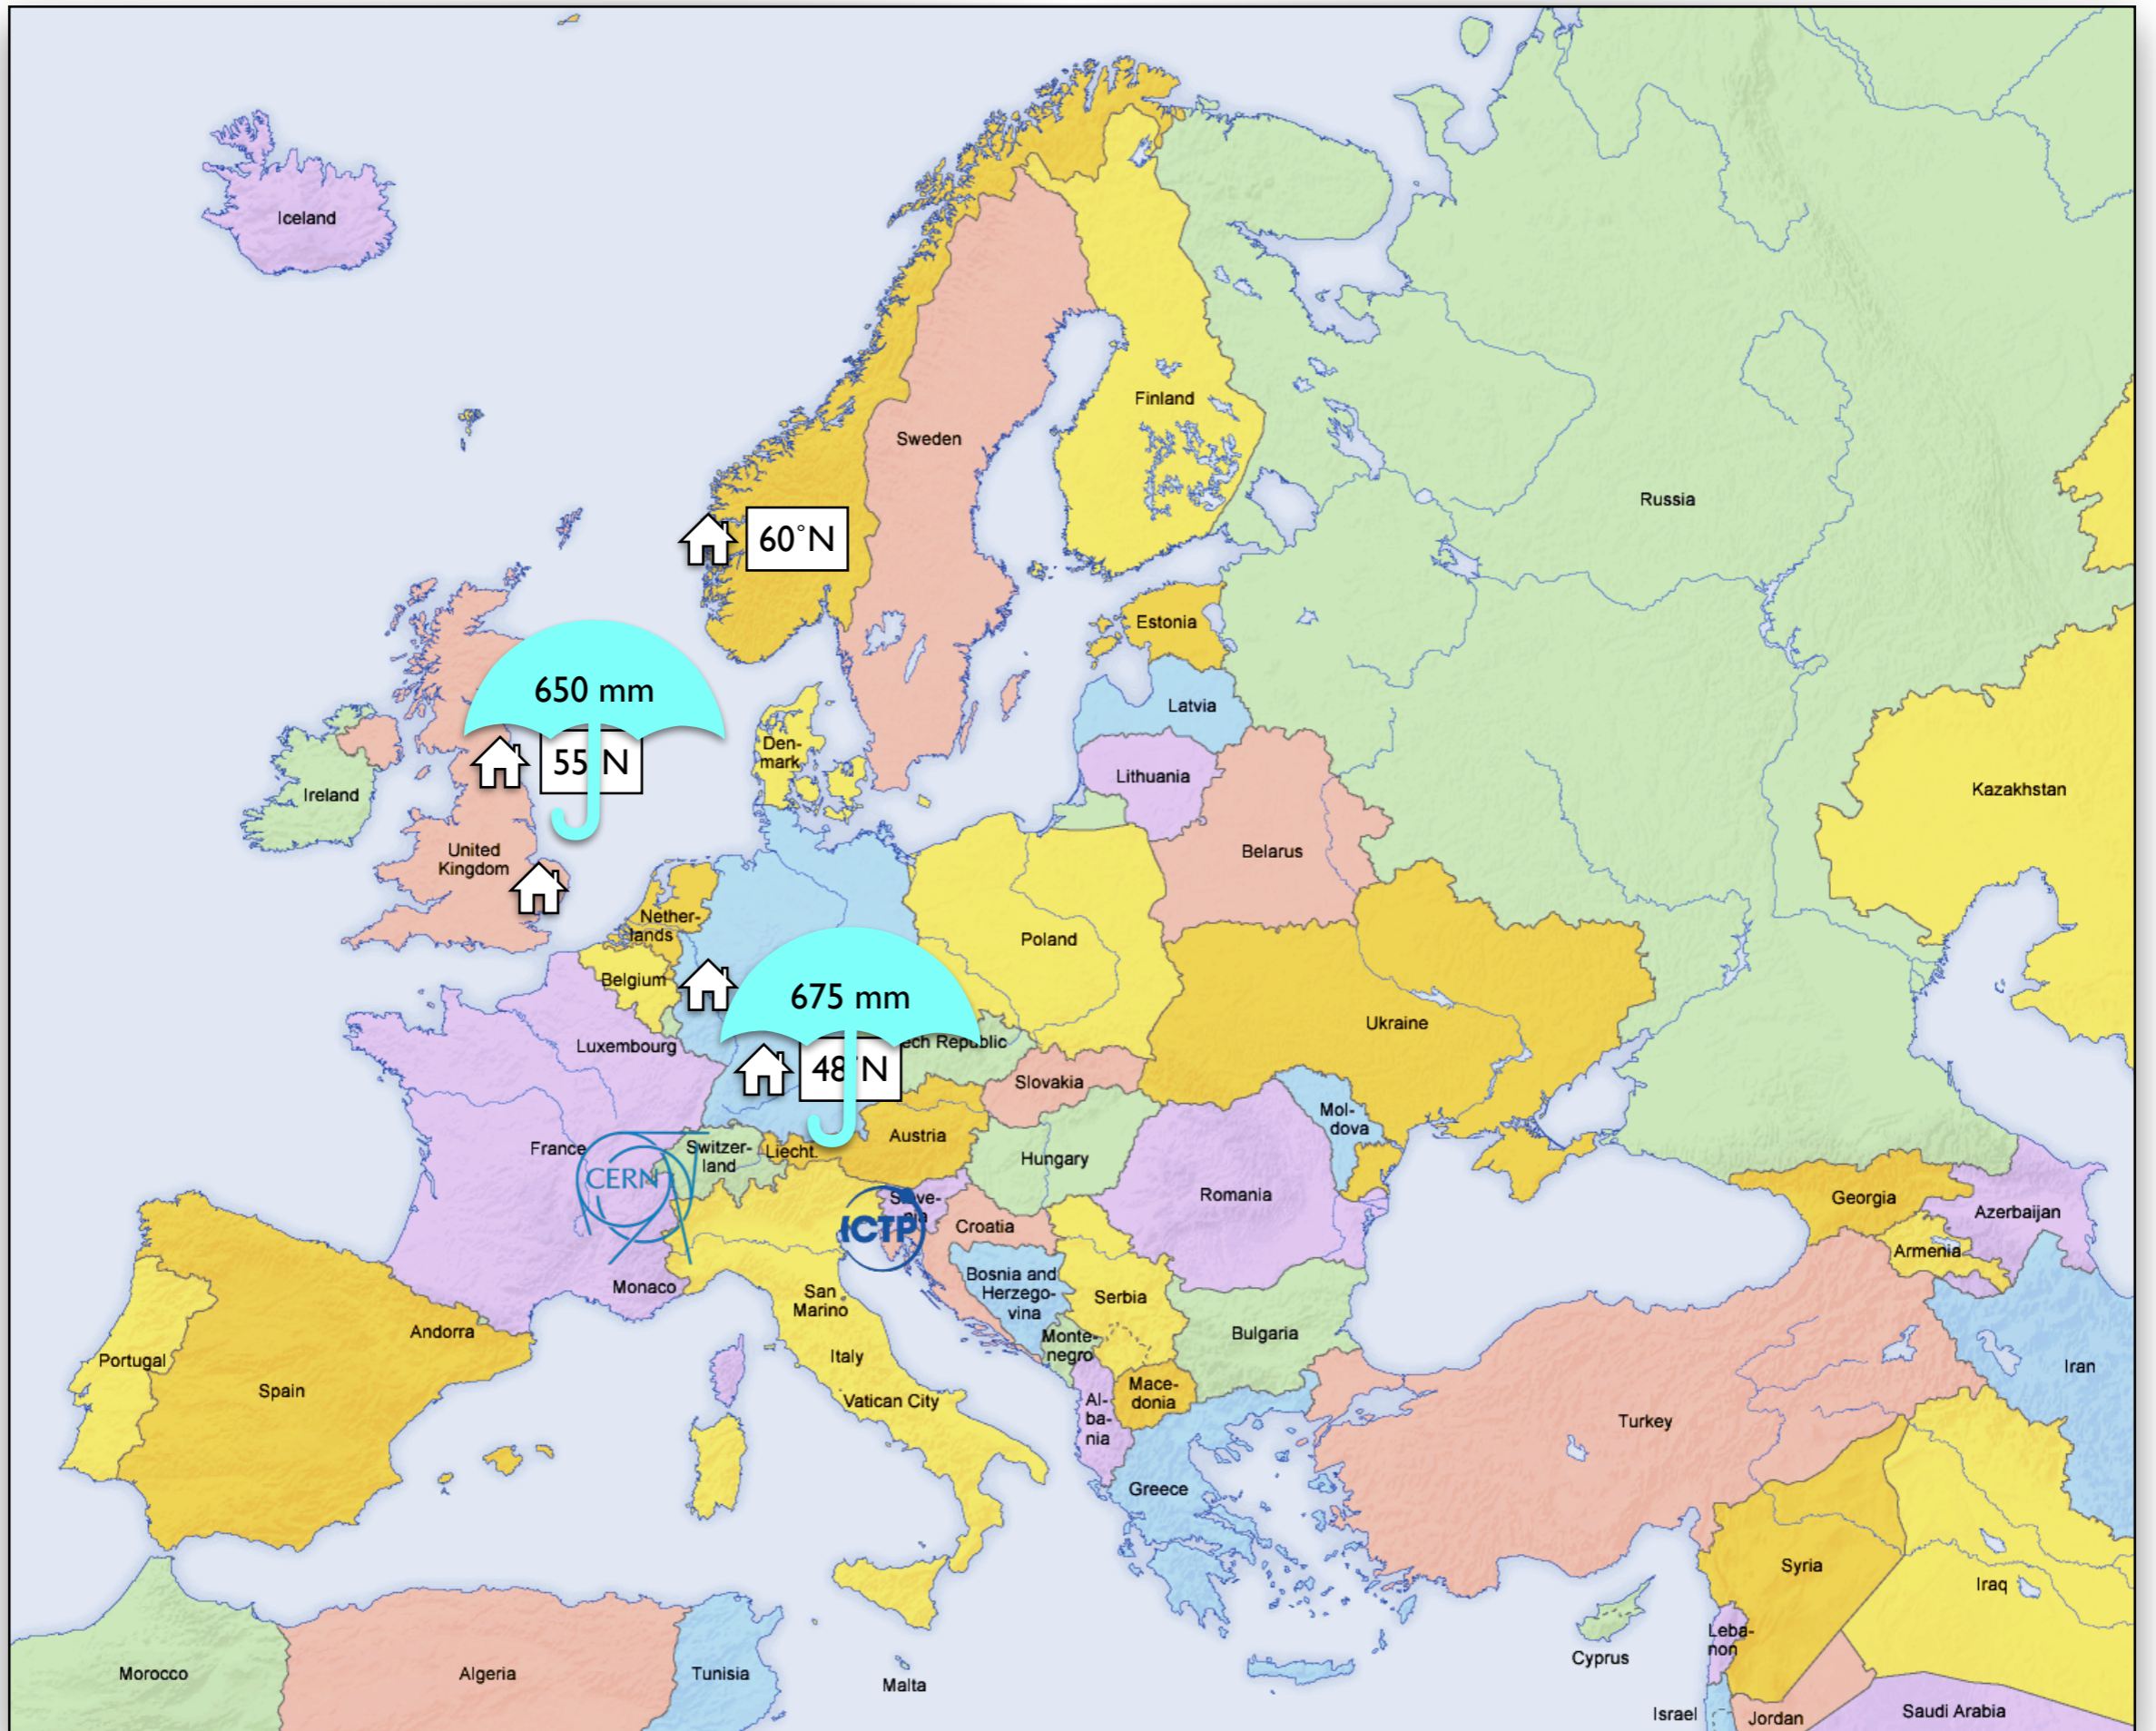 Iceland
Finland
Sweden
Russia
60°N
Estonia
650 mm
Latvia
Den-
mark
55 N
Lithuania
Ireland
Kazakhstan
United
Kingdom
Belarus
Nether-
lands
Poland
Belgium
675 mm
Ukraine
Luxembourg
ech Republic
48 N
Slovakia
Mol-
dova
Austria
France
Switzer-
land
Liecht.
Hungary
CERN
Romania
Georgia
Azerbaijan
ICTP
Croatia
Armenia
Bosnia and
Herzego-
vina
Monaco
San
Marino
Serbia
Andorra
Monte-
negro
Bulgaria
Portugal
Italy
Iran
Spain
Vatican City
Mace-
donia
Al-
ba-
nia
Turkey
Greece
Syria
Iraq
Leba-
non
Cyprus
Morocco
Algeria
Tunisia
Malta
Israel
Jordan
Saudi Arabia